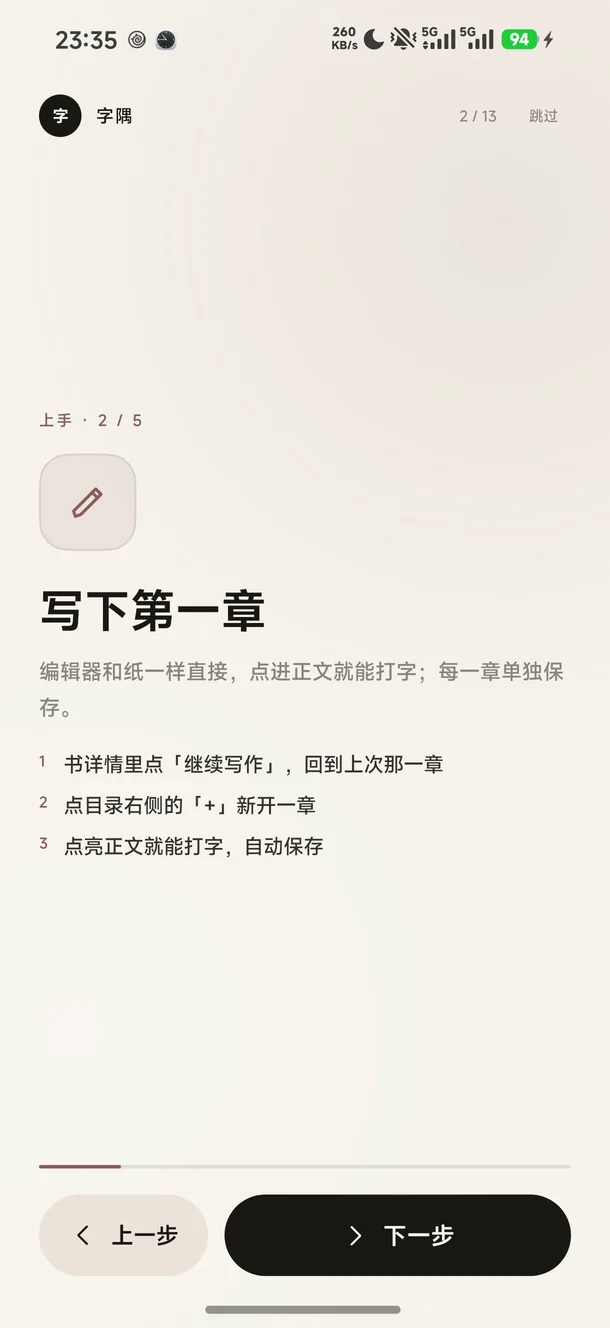 23:35
260 KB/s 5G 5G 94
字 字隅 2 / 13 跳过
上手 · 2 / 5
写下第一章
编辑器和纸一样直接，点进正文就能打字；每一章单独保
存。
1 书详情里点「继续写作」，回到上次那一章
2 点目录右侧的「+」新开一章
3 点亮正文就能打字，自动保存
上一步 下一步